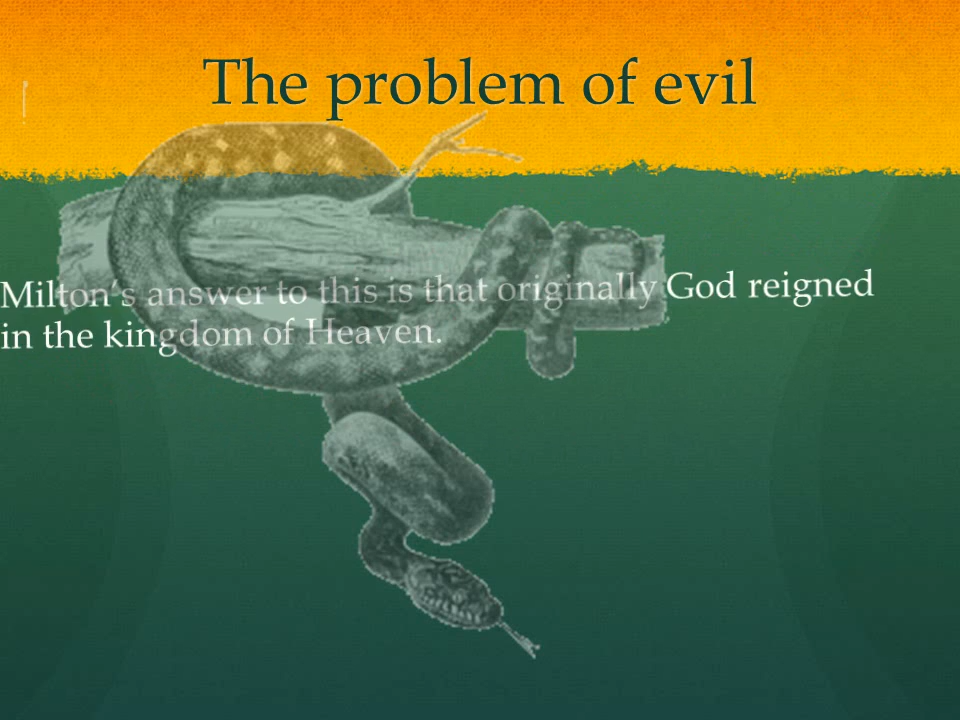 The problem of evil
Milton's answer to this is that originally God reigned
in the kingdom of Heaven.